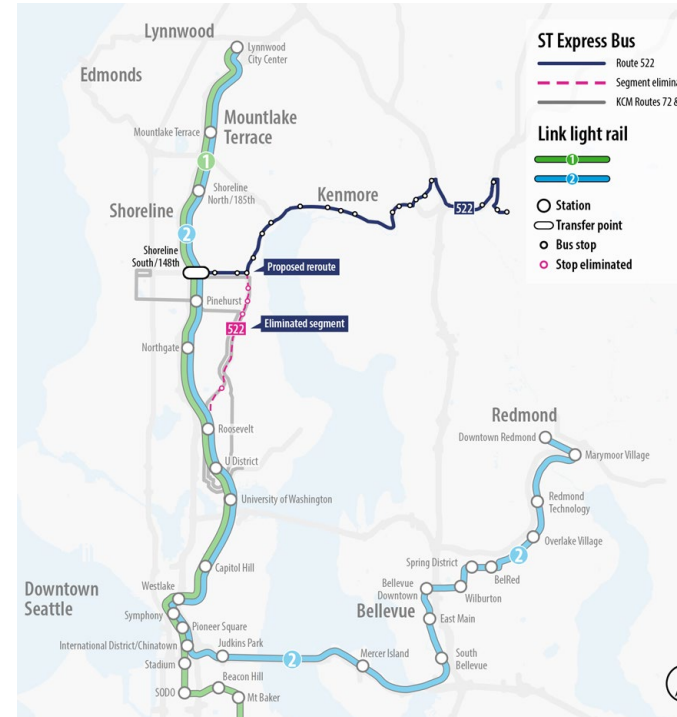 Lynnwood
Lynnwood
City Center
Edmonds
Mountlake Terrace
Mountlake
Terrace
1
Shoreline
North/185th
Shoreline
2
Shoreline
South/148th
Kenmore
522
Proposed reroute
Pinehurst
522
Eliminated segment
Northgate
Roosevelt
U District
University of Washington
Capitol Hill
Downtown
Seattle
Westlake
Symphony
Pioneer Square
International District/Chinatown
Judkins Park
Stadium
2
Mercer Island
SODO
Beacon Hill
Mt Baker
Redmond
Downtown Redmond
Marymoor Village
Redmond
Technology
Overlake Village
2
Spring District
BelRed
Wilburton
Bellevue
Downtown
Bellevue
East Main
South
Bellevue
ST Express Bus
Route 522
Segment
KCM Routes 72 &
Link light rail
1
2
Station
Transfer point
Bus stop
Stop eliminated